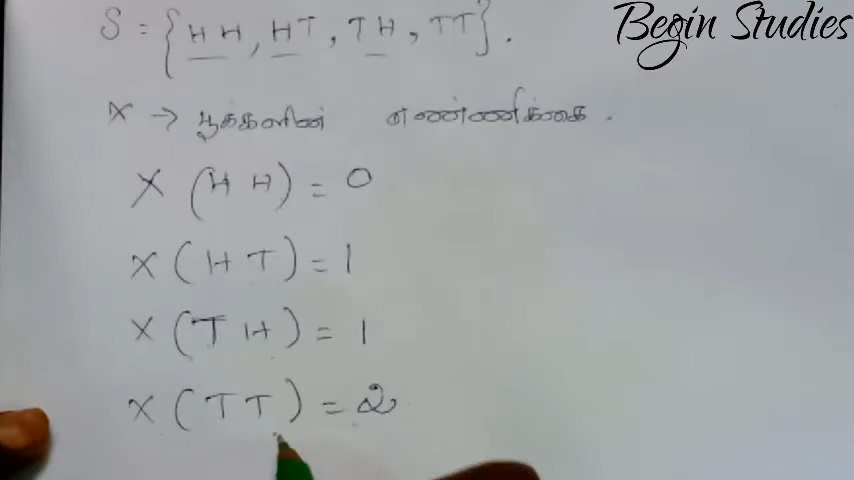 Begin Studies
S = {HH, HT, TH, TT}.
X → பூக்களின் எண்ணிக்கை.
X (HH) = 0
X (HT) = 1
X (TH) = 1
X (TT) = 2